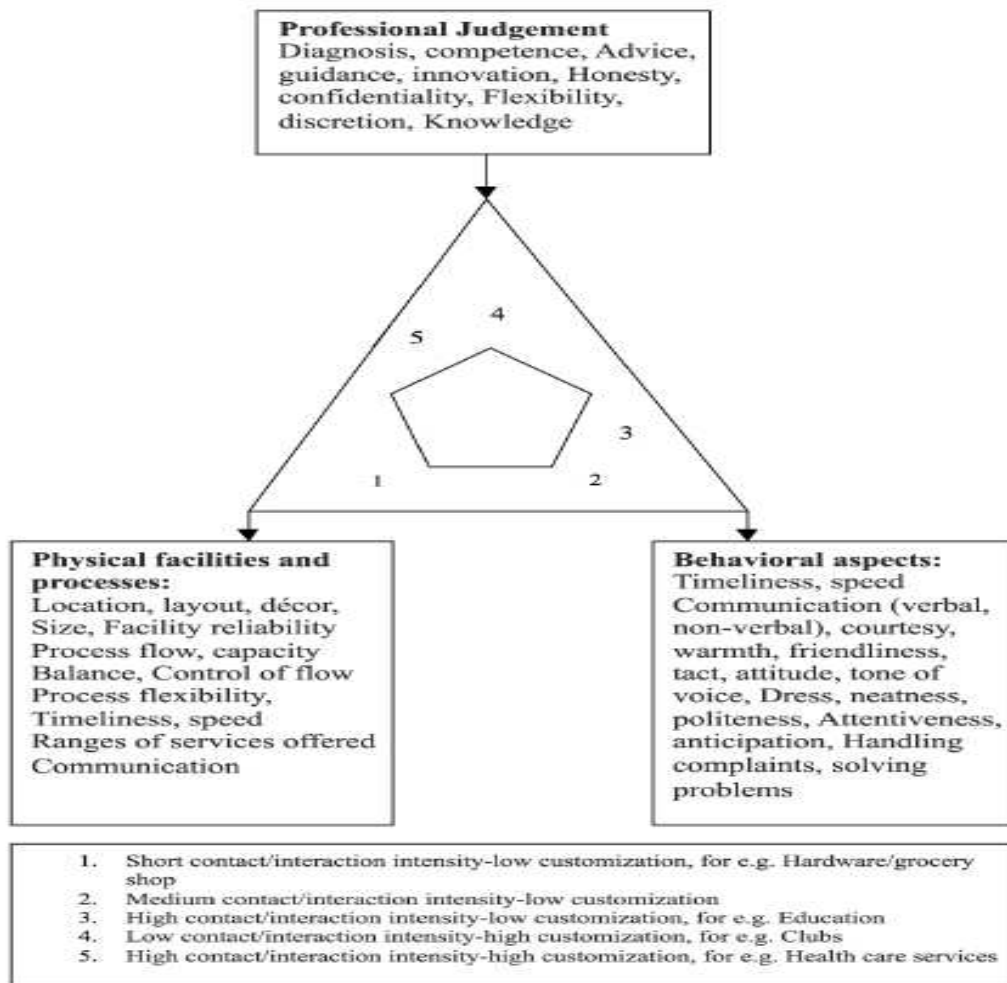 Professional Judgement
Diagnosis, competence, Advice,
guidance, innovation, Honesty,
confidentiality, Flexibility,
discretion, Knowledge
4
5
3
1
2
Physical facilities and
processes:
Location, layout, décor,
Size, Facility reliability
Process flow, capacity
Balance, Control of flow
Process flexibility,
Timeliness, speed
Ranges of services offered
Communication
Behavioral aspects:
Timeliness, speed
Communication (verbal,
non-verbal), courtesy,
warmth, friendliness,
tact, attitude, tone of
voice, Dress, neatness,
politeness, Attentiveness,
anticipation, Handling
complaints, solving
problems
1. Short contact/interaction intensity-low customization, for e.g. Hardware/grocery
shop
2. Medium contact/interaction intensity-low customization
3. High contact/interaction intensity-low customization, for e.g. Education
4. Low contact/interaction intensity-high customization, for e.g. Clubs
5. High contact/interaction intensity-high customization, for e.g. Health care services